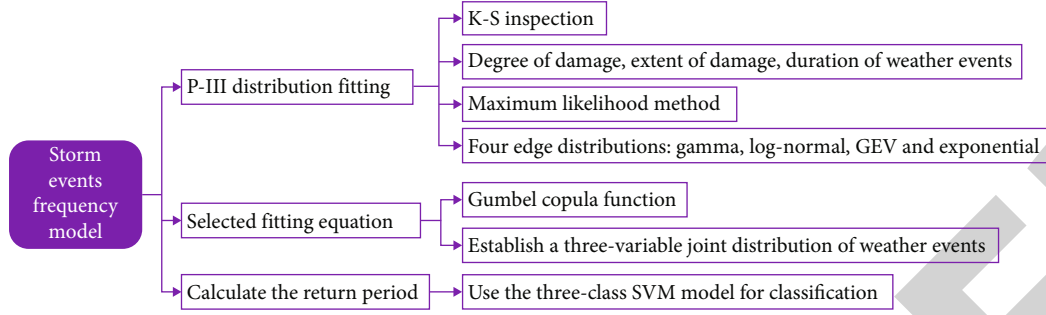 Storm
events
frequency
model
P-III distribution fitting
K-S inspection
Degree of damage, extent of damage, duration of weather events
Maximum likelihood method
Four edge distributions: gamma, log-normal, GEV and exponential
Selected fitting equation
Gumbel copula function
Establish a three-variable joint distribution of weather events
Calculate the return period
Use the three-class SVM model for classification